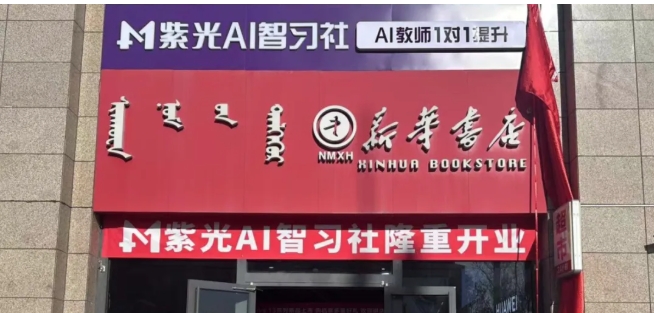 紫光AI智习社 AI教师1对1提升
NMXH
新华书店
XINHUA BOOKSTORE
紫光AI智习社隆重开业
HUAWEI